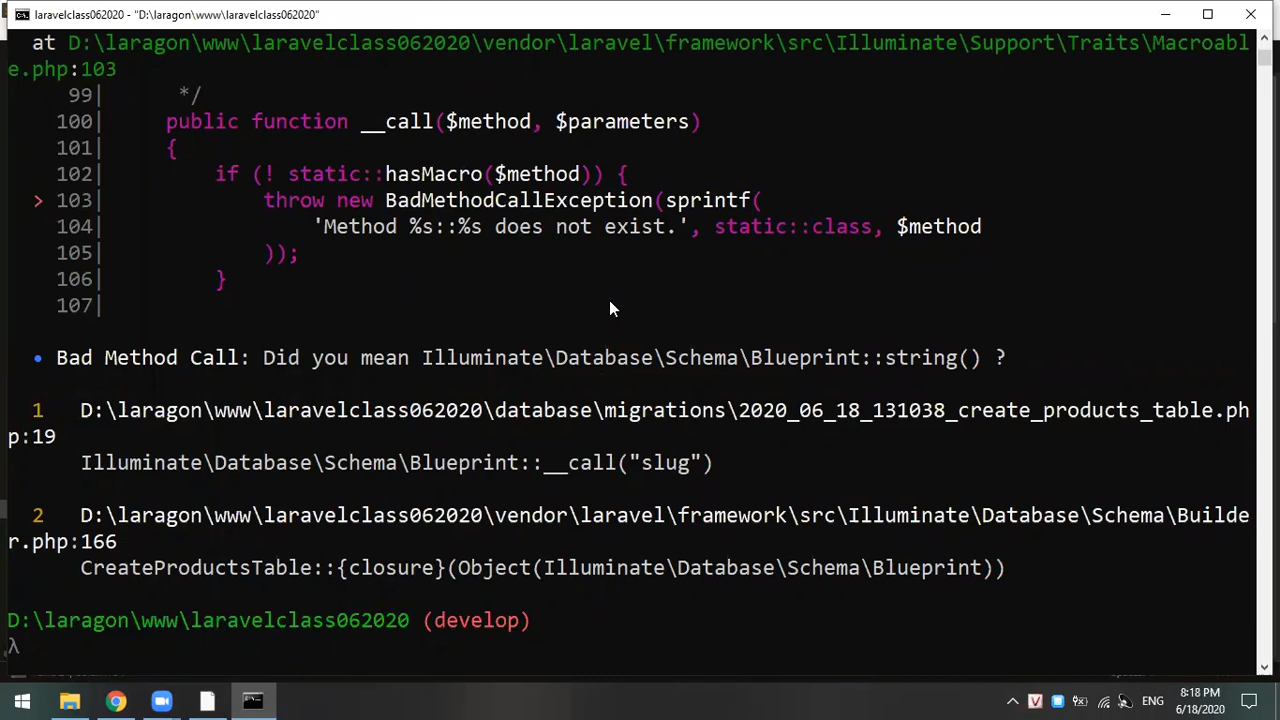 laravelclass062020 - "D:\laragon\www\laravelclass062020"
at D:\laragon\www\laravelclass062020\vendor\laravel\framework\src\Illuminate\Support\Traits\Macroabl
e.php:103
99| */
100| public function __call($method, $parameters)
101| {
102| if (! static::hasMacro($method)) {
> 103| throw new BadMethodCallException(sprintf(
104| 'Method %s::%s does not exist.', static::class, $method
105| ));
106| }
107|
• Bad Method Call: Did you mean Illuminate\Database\Schema\Blueprint::string() ?
1 D:\laragon\www\laravelclass062020\database\migrations\2020_06_18_131038_create_products_table.ph
p:19
Illuminate\Database\Schema\Blueprint::__call("slug")
2 D:\laragon\www\laravelclass062020\vendor\laravel\framework\src\Illuminate\Database\Schema\Builde
r.php:166
CreateProductsTable::{closure}(Object(Illuminate\Database\Schema\Blueprint))
D:\laragon\www\laravelclass062020 (develop)
λ
ENG
8:18 PM
6/18/2020